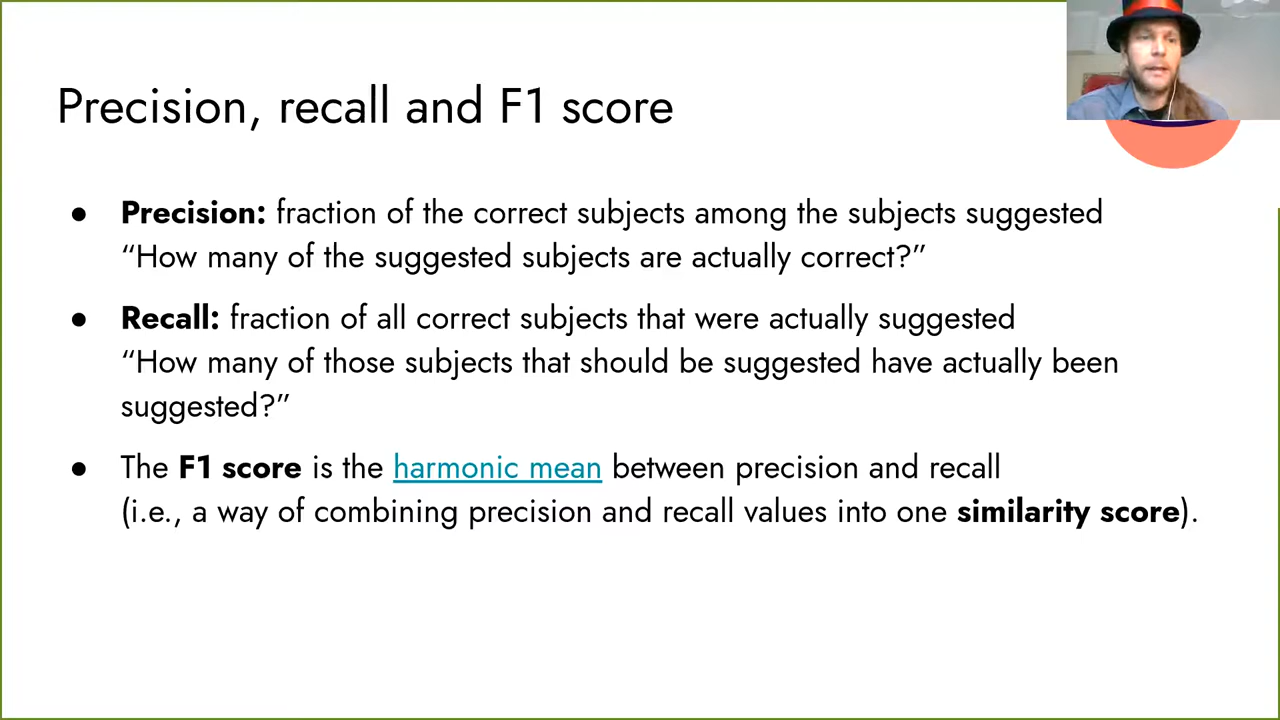 Precision, recall and F1 score
● Precision: fraction of the correct subjects among the subjects suggested
“How many of the suggested subjects are actually correct?”
● Recall: fraction of all correct subjects that were actually suggested
“How many of those subjects that should be suggested have actually been
suggested?”
● The F1 score is the harmonic mean between precision and recall
(i.e., a way of combining precision and recall values into one similarity score).